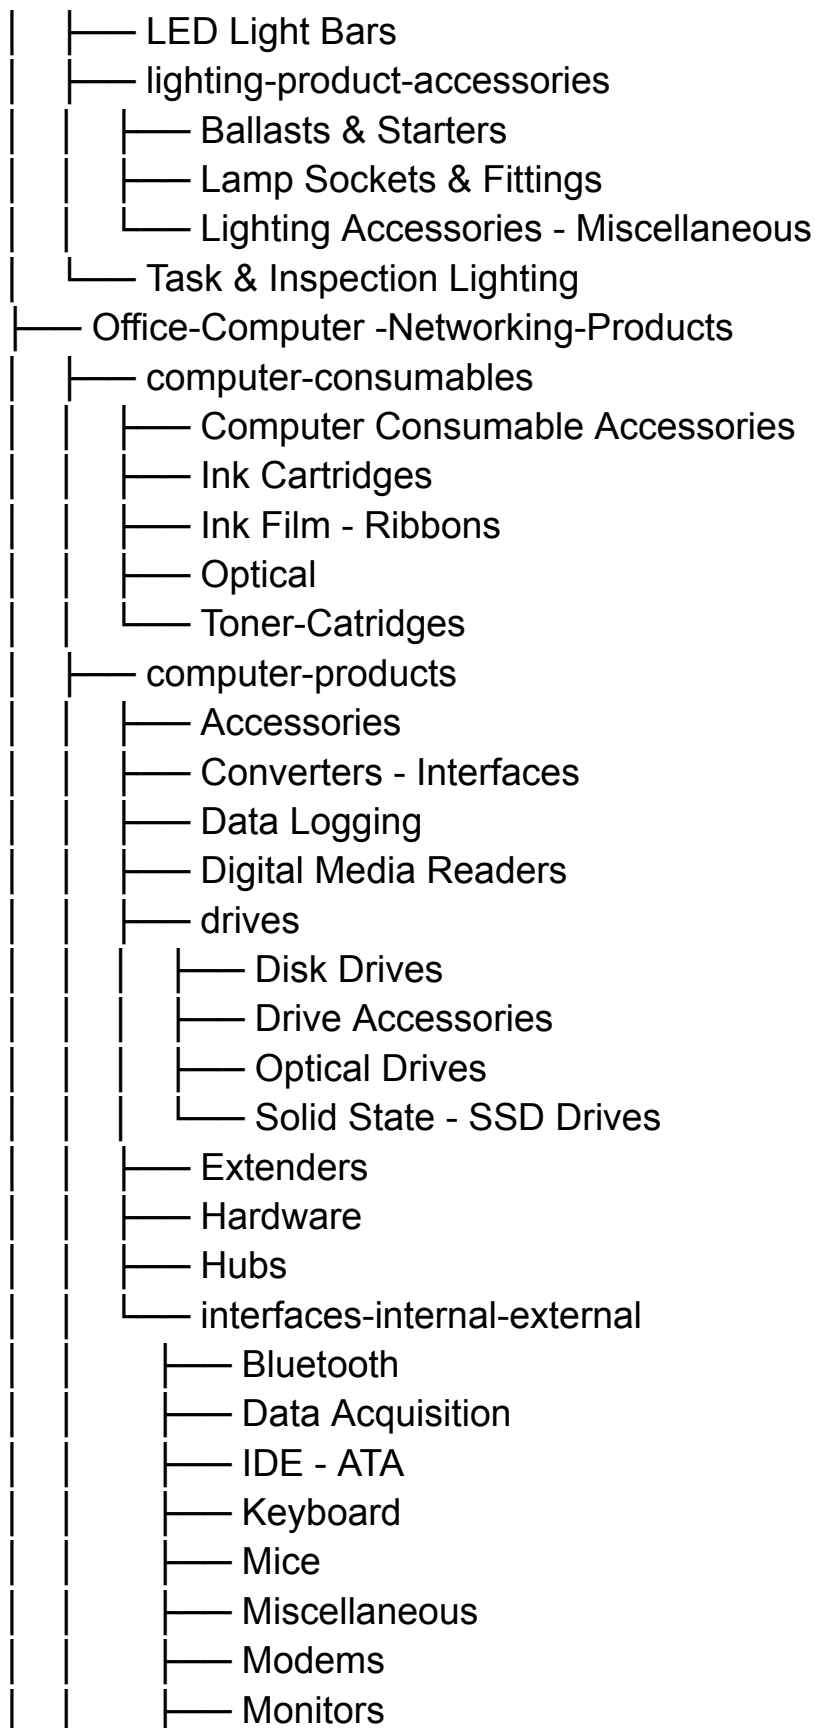 │   ├── LED Light Bars
│   ├── lighting-product-accessories
│   │   ├── Ballasts & Starters
│   │   ├── Lamp Sockets & Fittings
│   │   └── Lighting Accessories - Miscellaneous
│   └── Task & Inspection Lighting
├── Office-Computer -Networking-Products
│   ├── computer-consumables
│   │   ├── Computer Consumable Accessories
│   │   ├── Ink Cartridges
│   │   ├── Ink Film - Ribbons
│   │   ├── Optical
│   │   └── Toner-Catridges
│   ├── computer-products
│   │   ├── Accessories
│   │   ├── Converters - Interfaces
│   │   ├── Data Logging
│   │   ├── Digital Media Readers
│   │   ├── drives
│   │   │   ├── Disk Drives
│   │   │   ├── Drive Accessories
│   │   │   ├── Optical Drives
│   │   │   └── Solid State - SSD Drives
│   │   ├── Extenders
│   │   ├── Hardware
│   │   ├── Hubs
│   │   └── interfaces-internal-external
│   │       ├── Bluetooth
│   │       ├── Data Acquisition
│   │       ├── IDE - ATA
│   │       ├── Keyboard
│   │       ├── Mice
│   │       ├── Miscellaneous
│   │       ├── Modems
│   │       ├── Monitors